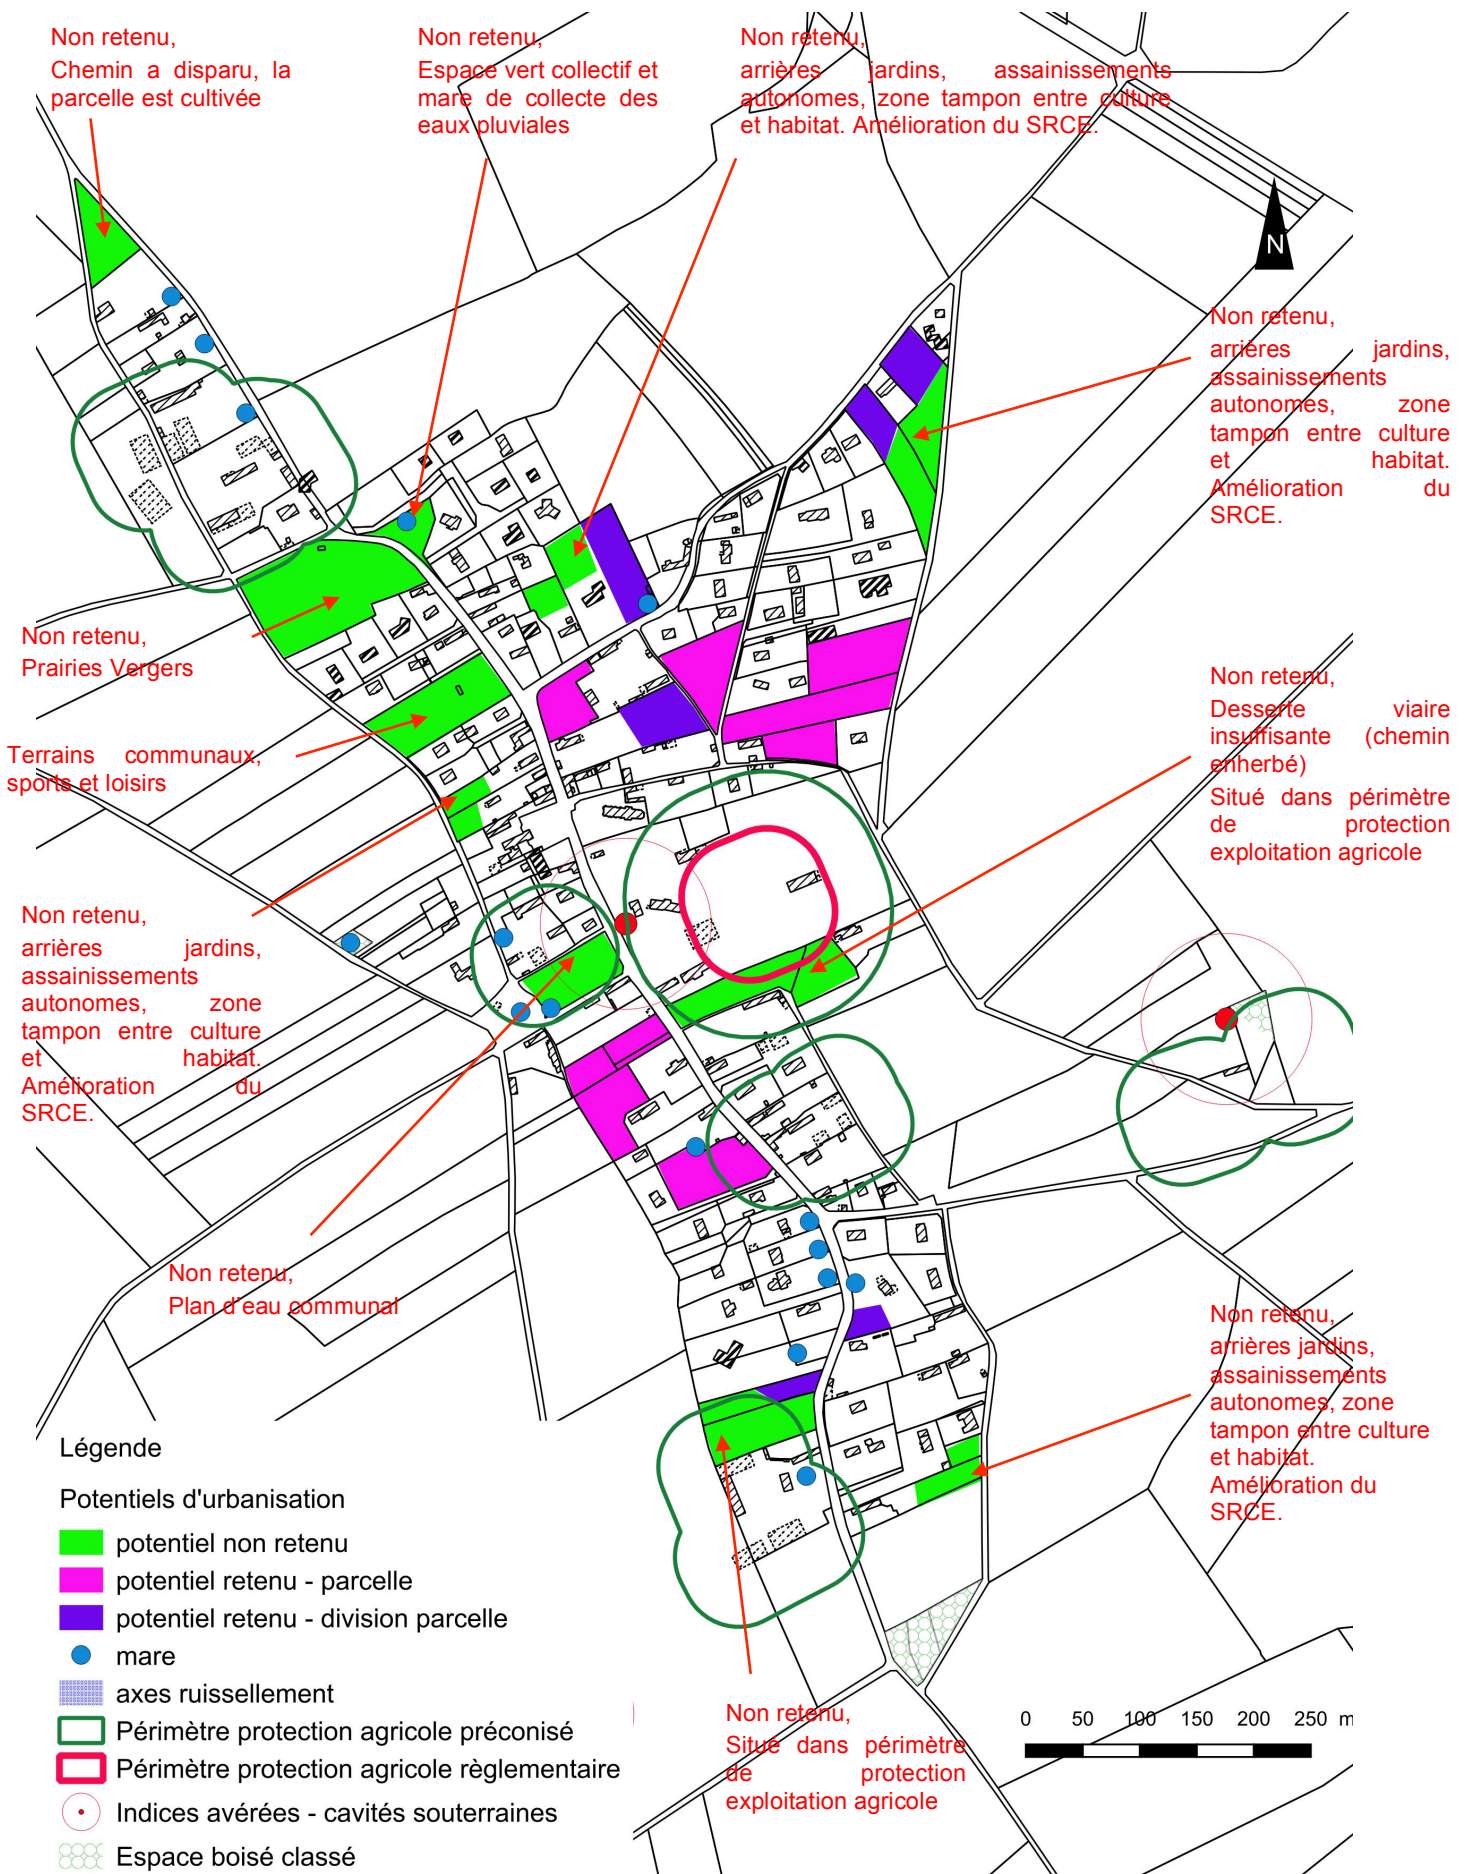 Non retenu,
Chemin a disparu, la
parcelle est cultivée
Non retenu,
Espace vert collectif et
mare de collecte des
eaux pluviales
Non retenu,
arrières jardins, assainissements
autonomes, zone tampon entre culture
et habitat. Amélioration du SRCE.
N
Non retenu,
arrières jardins,
assainissements
autonomes, zone
tampon entre culture
et habitat.
Amélioration du
SRCE.
Non retenu,
Prairies Vergers
Non retenu,
Desserte viaire
insuffisante (chemin
enherbé)
Situé dans périmètre
de protection
exploitation agricole
Terrains communaux,
sports et loisirs
Non retenu,
arrières jardins,
assainissements
autonomes, zone
tampon entre culture
et habitat.
Amélioration du
SRCE.
Non retenu,
Plan d'eau communal
Non retenu,
arrières jardins,
assainissements
autonomes, zone
tampon entre culture
et habitat.
Amélioration du
SRCE.
Légende
Potentiels d'urbanisation
potentiel non retenu
potentiel retenu - parcelle
potentiel retenu - division parcelle
mare
axes ruissellement
Périmètre protection agricole préconisé
Périmètre protection agricole règlementaire
Indices avérées - cavités souterraines
Espace boisé classé
Non retenu,
Situé dans périmètre
de protection
exploitation agricole
0 50 100 150 200 250 m